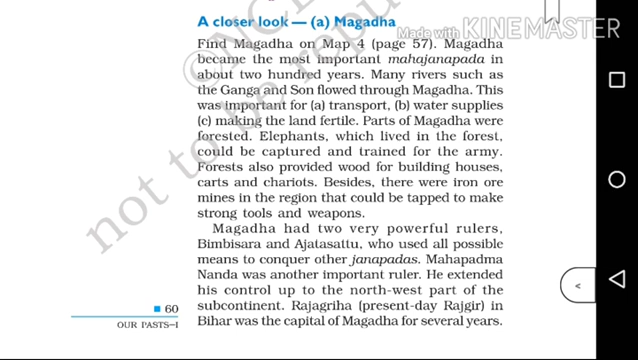 A closer look — (a) Magadha
Made with KINEMASTER
Find Magadha on Map 4 (page 57). Magadha
became the most important mahajanapada in
about two hundred years. Many rivers such as
the Ganga and Son flowed through Magadha. This
was important for (a) transport, (b) water supplies
(c) making the land fertile. Parts of Magadha were
forested. Elephants, which lived in the forest,
could be captured and trained for the army.
Forests also provided wood for building houses,
carts and chariots. Besides, there were iron ore
mines in the region that could be tapped to make
strong tools and weapons.
Magadha had two very powerful rulers,
Bimbisara and Ajatasattu, who used all possible
means to conquer other janapadas. Mahapadma
Nanda was another important ruler. He extended
his control up to the north-west part of the
subcontinent. Rajagriha (present-day Rajgir) in
Bihar was the capital of Magadha for several years.
60
OUR PASTS–I
not to be repu